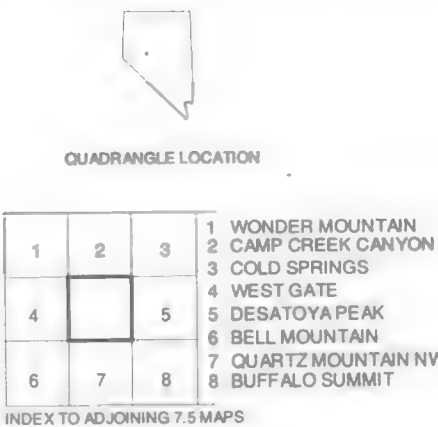 QUADRANGLE LOCATION
1 2 3
4 5
6 7 8
1 WONDER MOUNTAIN
2 CAMP CREEK CANYON
3 COLD SPRINGS
4 WEST GATE
5 DESATOYA PEAK
6 BELL MOUNTAIN
7 QUARTZ MOUNTAIN NW
8 BUFFALO SUMMIT
INDEX TO ADJOINING 7.5 MAPS